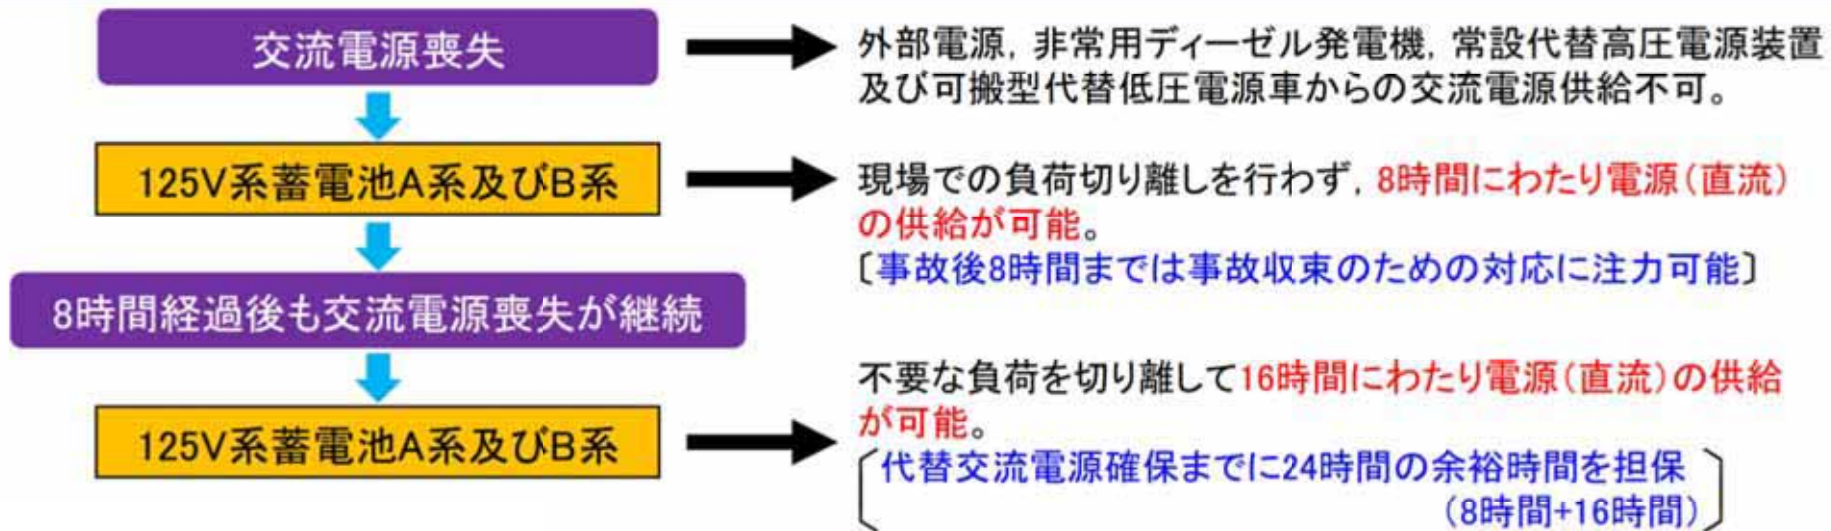 交流電源喪失
外部電源，非常用ディーゼル発電機，常設代替高圧電源装置
及び可搬型代替低圧電源車からの交流電源供給不可。
125V系蓄電池A系及びB系
現場での負荷切り離しを行わず，8時間にわたり電源（直流）
の供給が可能。
〔事故後8時間までは事故収束のための対応に注力可能〕
8時間経過後も交流電源喪失が継続
125V系蓄電池A系及びB系
不要な負荷を切り離して16時間にわたり電源（直流）の供給
が可能。
〔代替交流電源確保までに24時間の余裕時間を担保
（8時間+16時間）〕